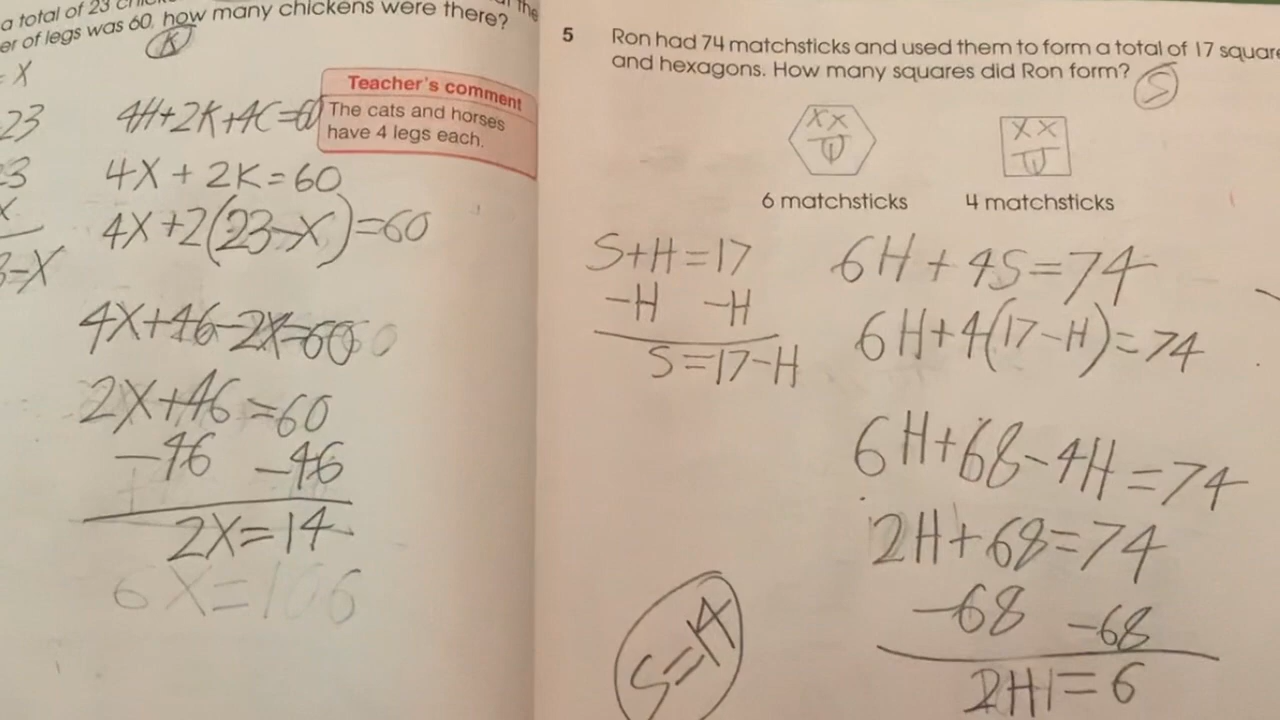 a total of 23
er of legs was 60, how many chickens were there?
K
= X
23
4H+2K+4C=60
Teacher's comment
The cats and horses
have 4 legs each.
4X+2K=60
4X+2(23-X)=60
3-X
4X+46-2X=60
2X+46=60
-46 -46
2X=14
6X=106
5 Ron had 74 matchsticks and used them to form a total of 17 square
and hexagons. How many squares did Ron form?
S
XX XX
6 matchsticks 4 matchsticks
S+H=17
-H -H
S=17-H
6H+4S=74
6H+4(17-H)=74
6H+68-4H=74
2H+68=74
-68 -68
2H=6
S=14